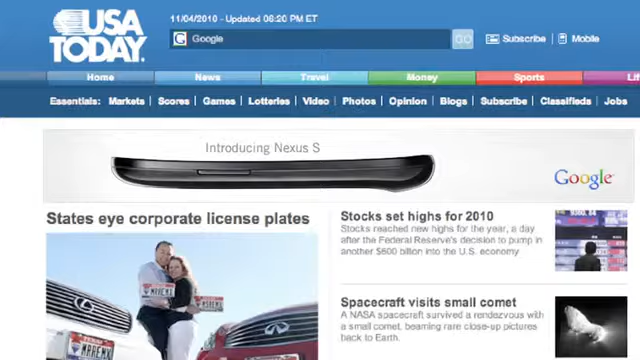 USA
TODAY.
11/04/2010 - Updated 06:20 PM ET
G Google GO Subscribe Mobile
Home News Travel Money Sports Lif
Essentials: Markets Scores Games Lotteries Video Photos Opinion Blogs Subscribe Classifieds Jobs
Introducing Nexus S
Google
States eye corporate license plates
Stocks set highs for 2010
Stocks reached new highs for the year, a day
after the Federal Reserve's decision to pump in
another $600 billion into the U.S. economy
Spacecraft visits small comet
A NASA spacecraft survived a rendezvous with
a small comet, beaming rare close-up pictures
back to Earth.